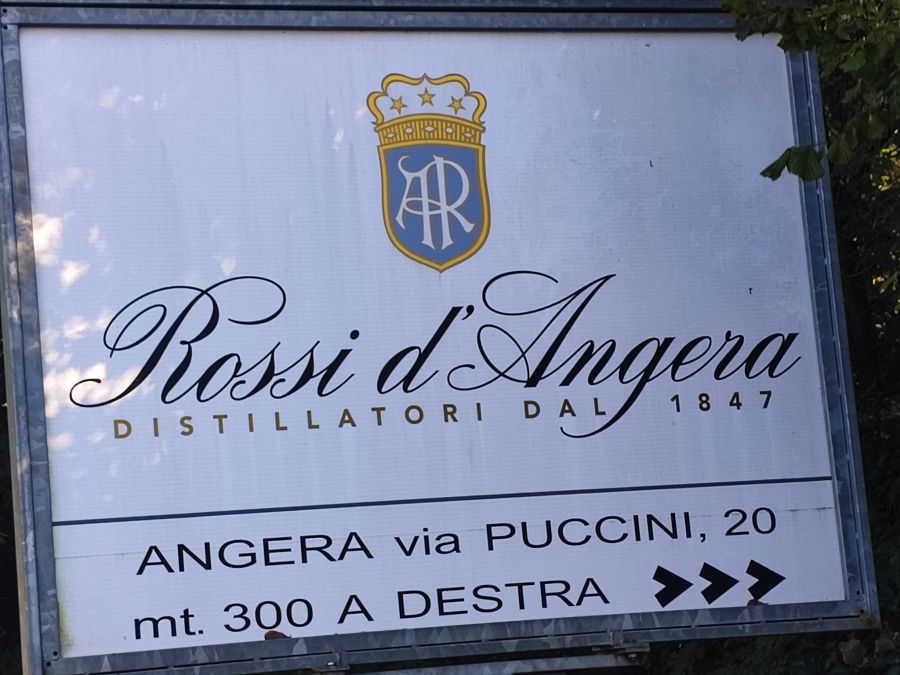 AR
Rossi d'Angera
DISTILLATORI DAL 1847
ANGERA via PUCCINI, 20
mt. 300 A DESTRA